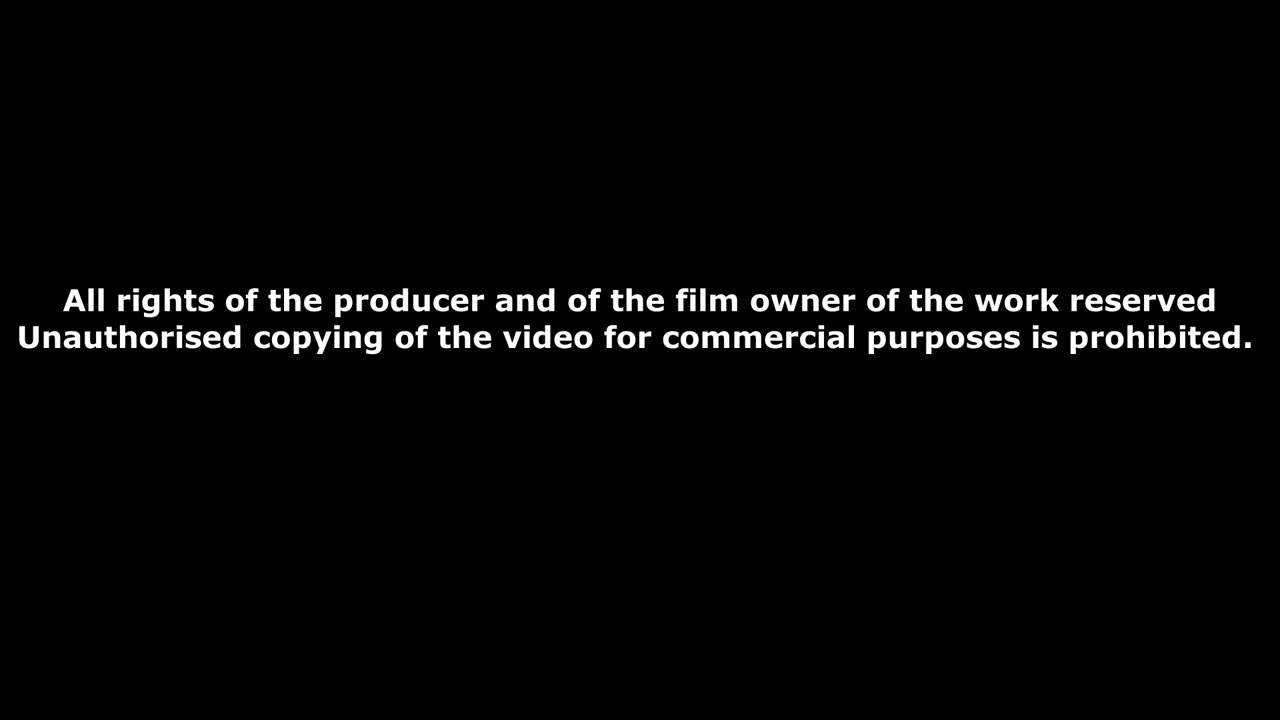 All rights of the producer and of the film owner of the work reserved
Unauthorised copying of the video for commercial purposes is prohibited.